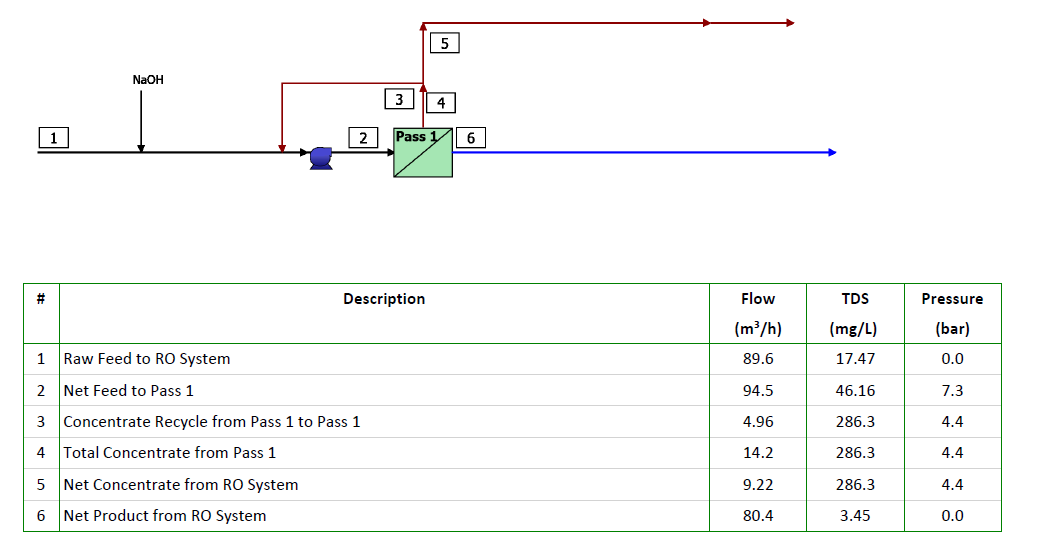 5
NaOH
3
4
1
2
Pass 1
6
# Description Flow TDS Pressure
(m³/h) (mg/L) (bar)
1 Raw Feed to RO System 89.6 17.47 0.0
2 Net Feed to Pass 1 94.5 46.16 7.3
3 Concentrate Recycle from Pass 1 to Pass 1 4.96 286.3 4.4
4 Total Concentrate from Pass 1 14.2 286.3 4.4
5 Net Concentrate from RO System 9.22 286.3 4.4
6 Net Product from RO System 80.4 3.45 0.0